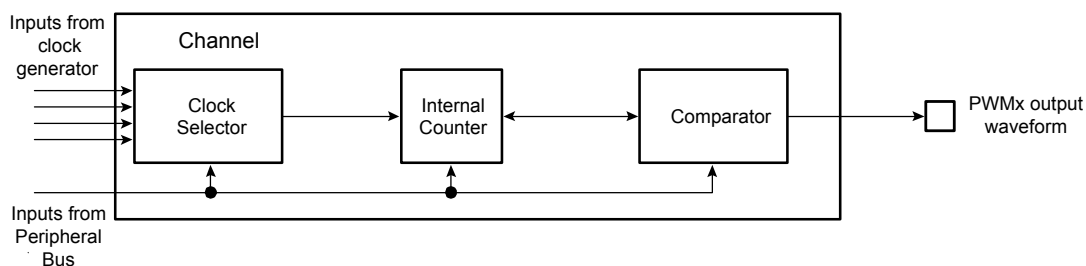 Inputs from
clock
generator
Channel
Clock
Selector
Internal
Counter
Comparator
PWMx output
waveform
Inputs from
Peripheral
Bus